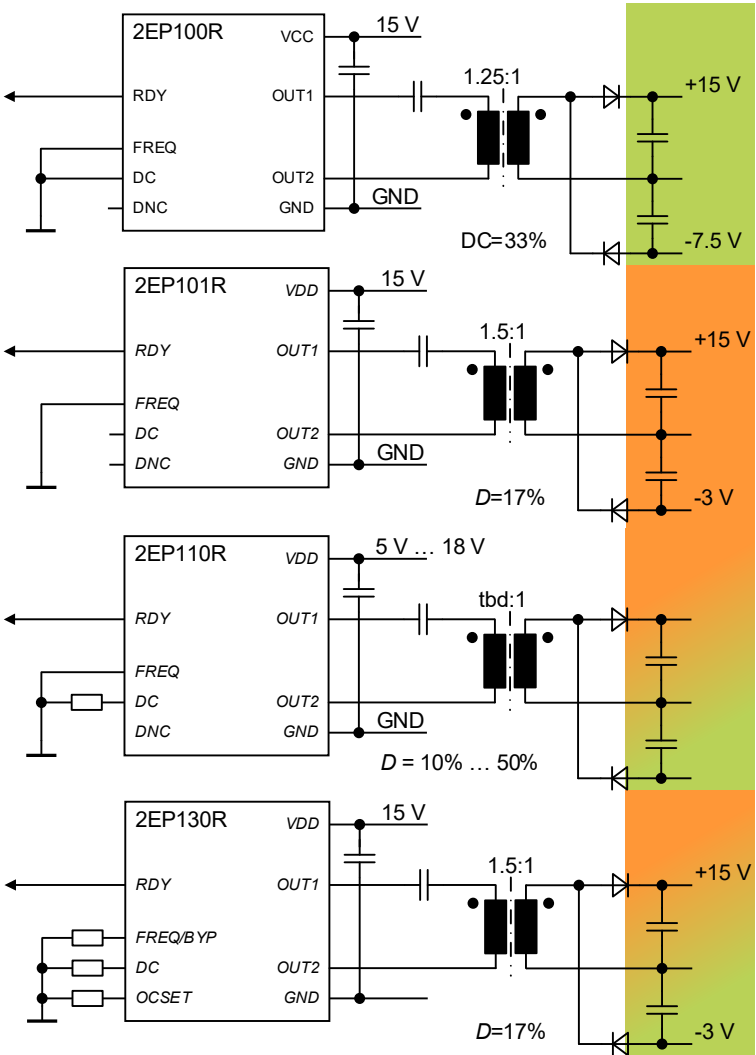 2EP100R
VCC
15 V
RDY
OUT1
1.25:1
+15 V
FREQ
DC
OUT2
DNC
GND
GND
DC=33%
-7.5 V
2EP101R
VDD
15 V
RDY
OUT1
1.5:1
+15 V
FREQ
DC
OUT2
DNC
GND
GND
D=17%
-3 V
2EP110R
VDD
5 V ... 18 V
RDY
OUT1
tbd:1
FREQ
DC
OUT2
DNC
GND
GND
D = 10% ... 50%
2EP130R
VDD
15 V
RDY
OUT1
1.5:1
+15 V
FREQ/BYP
DC
OUT2
OCSET
GND
D=17%
-3 V